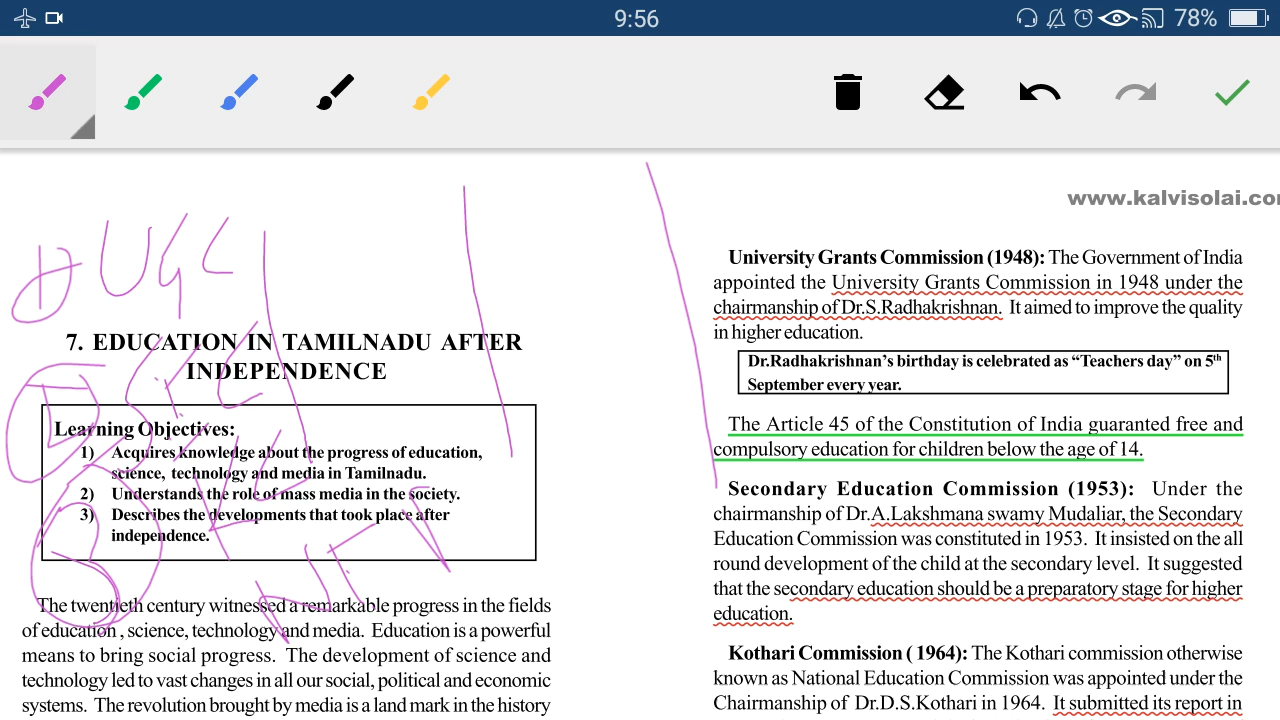 9:56
78%
www.kalvisolai.co
UGC
7. EDUCATION IN TAMILNADU AFTER
INDEPENDENCE
Learning Objectives:
1) Acquires knowledge about the progress of education,
science, technology and media in Tamilnadu.
2) Understands the role of mass media in the society.
3) Describes the developments that took place after
independence.
The twentieth century witnessed a remarkable progress in the fields
of education , science, technology and media. Education is a powerful
means to bring social progress. The development of science and
technology led to vast changes in all our social, political and economic
systems. The revolution brought by media is a land mark in the history
University Grants Commission (1948): The Government of India
appointed the University Grants Commission in 1948 under the
chairmanship of Dr.S.Radhakrishnan. It aimed to improve the quality
in higher education.
Dr.Radhakrishnan's birthday is celebrated as “Teachers day” on 5th
September every year.
The Article 45 of the Constitution of India guaranted free and
compulsory education for children below the age of 14.
Secondary Education Commission (1953): Under the
chairmanship of Dr.A.Lakshmana swamy Mudaliar, the Secondary
Education Commission was constituted in 1953. It insisted on the all
round development of the child at the secondary level. It suggested
that the secondary education should be a preparatory stage for higher
education.
Kothari Commission ( 1964): The Kothari commission otherwise
known as National Education Commission was appointed under the
Chairmanship of Dr.D.S.Kothari in 1964. It submitted its report in